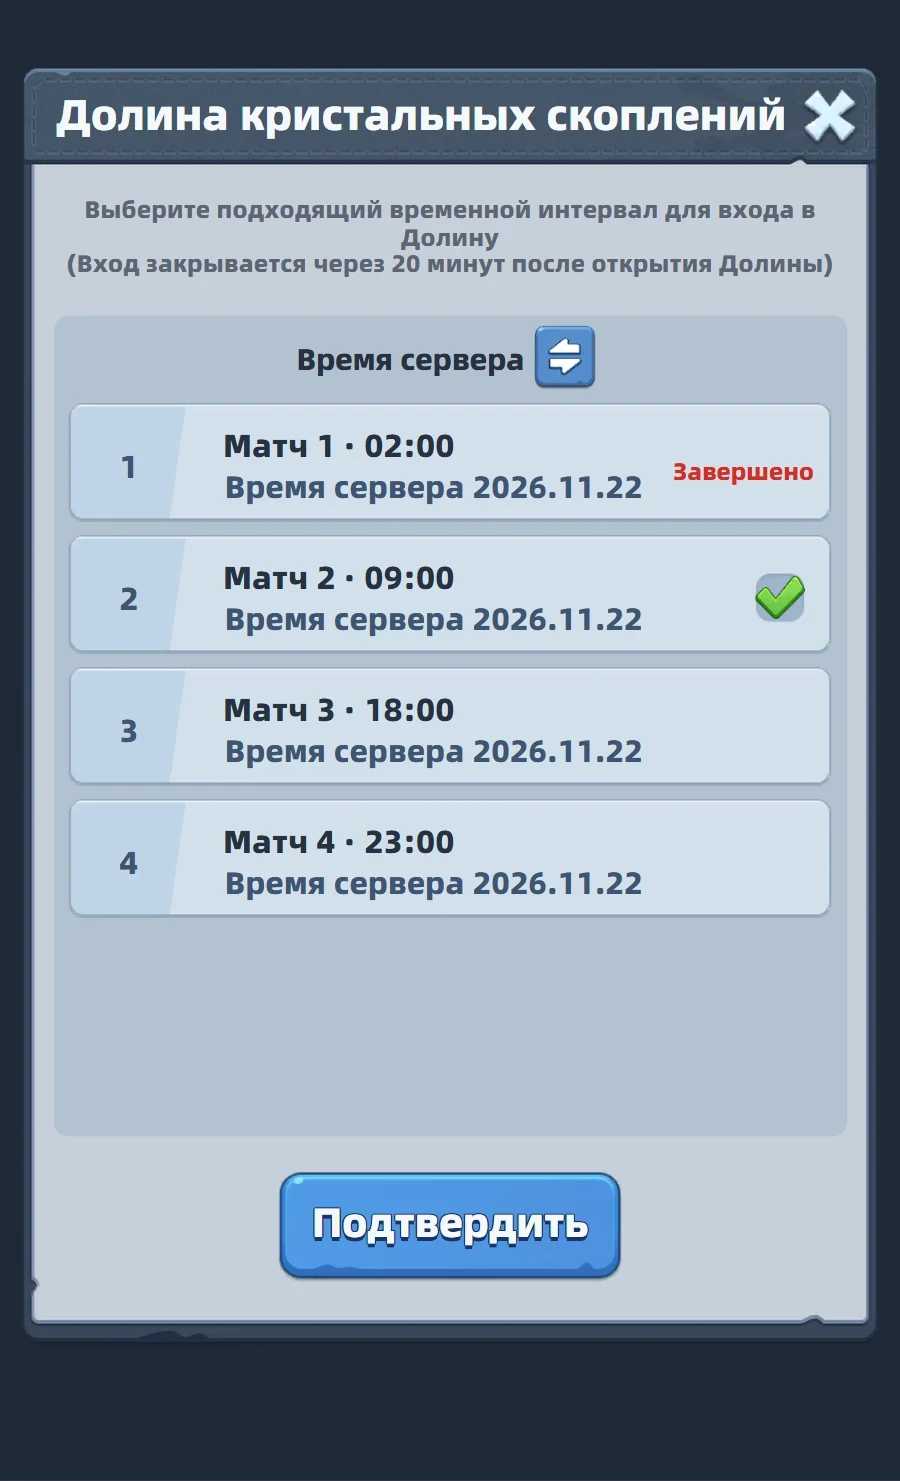 Долина кристальных скоплений
Выберите подходящий временной интервал для входа в
Долину
(Вход закрывается через 20 минут после открытия Долины)
Время сервера
1
Матч 1 · 02:00
Время сервера 2026.11.22
Завершено
2
Матч 2 · 09:00
Время сервера 2026.11.22
3
Матч 3 · 18:00
Время сервера 2026.11.22
4
Матч 4 · 23:00
Время сервера 2026.11.22
Подтвердить